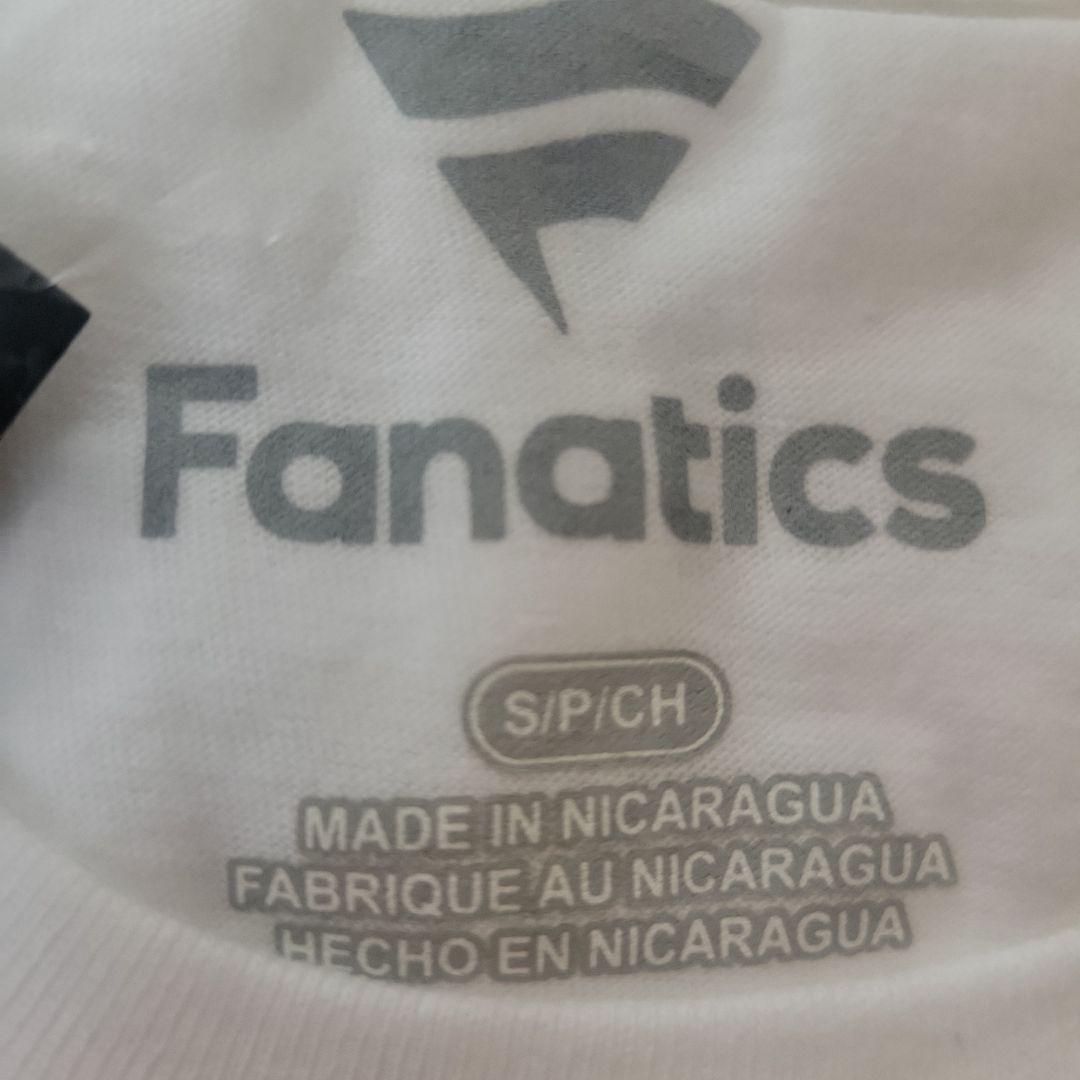 Fanatics
S/P/CH
MADE IN NICARAGUA
FABRIQUE AU NICARAGUA
HECHO EN NICARAGUA